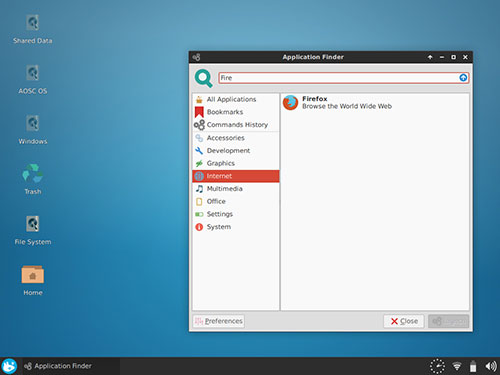 Shared Data
AOSC OS
Windows
Trash
File System
Home
Application Finder
Fire
All Applications
Bookmarks
Commands History
Accessories
Development
Graphics
Internet
Multimedia
Office
Settings
System
Firefox
Browse the World Wide Web
Preferences
Close
Application Finder